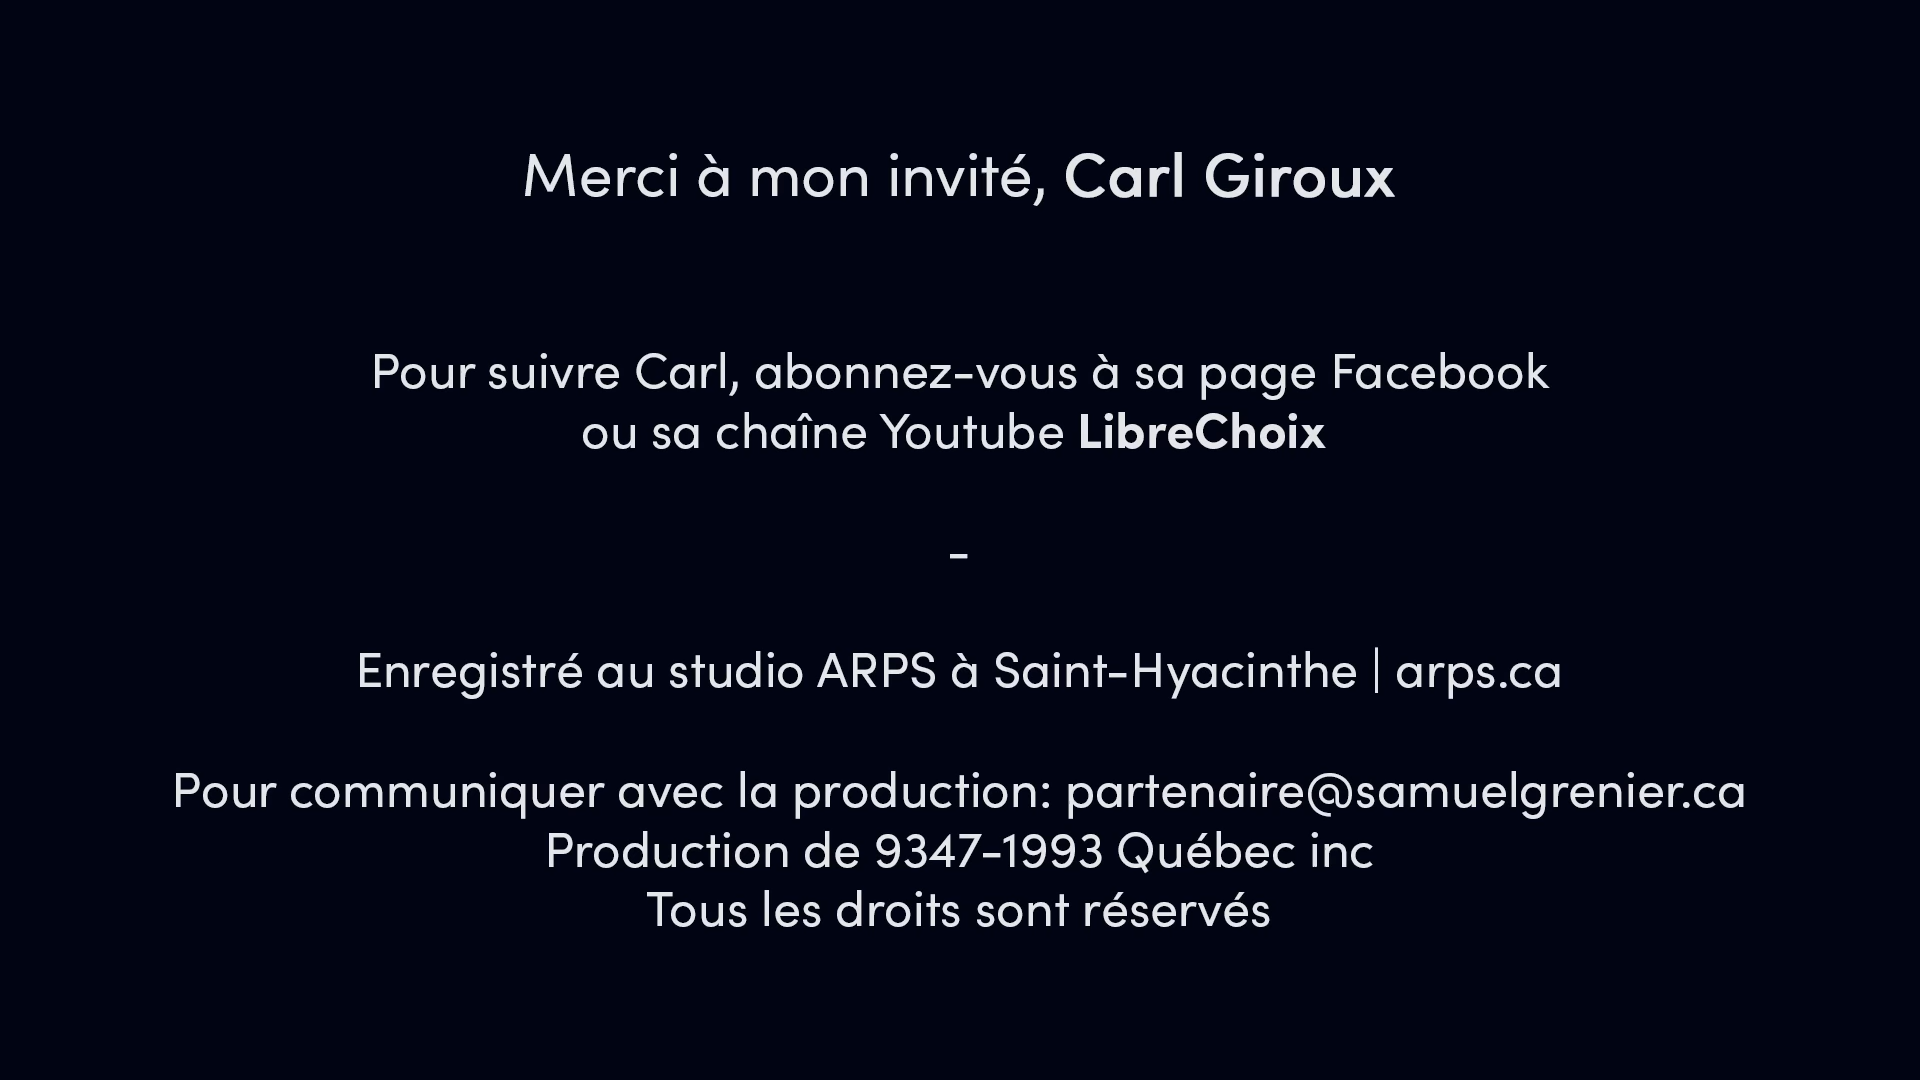 Merci à mon invité, Carl Giroux
Pour suivre Carl, abonnez-vous à sa page Facebook
ou sa chaîne Youtube LibreChoix
-
Enregistré au studio ARPS à Saint-Hyacinthe | arps.ca
Pour communiquer avec la production: partenaire@samuelgrenier.ca
Production de 9347-1993 Québec inc
Tous les droits sont réservés